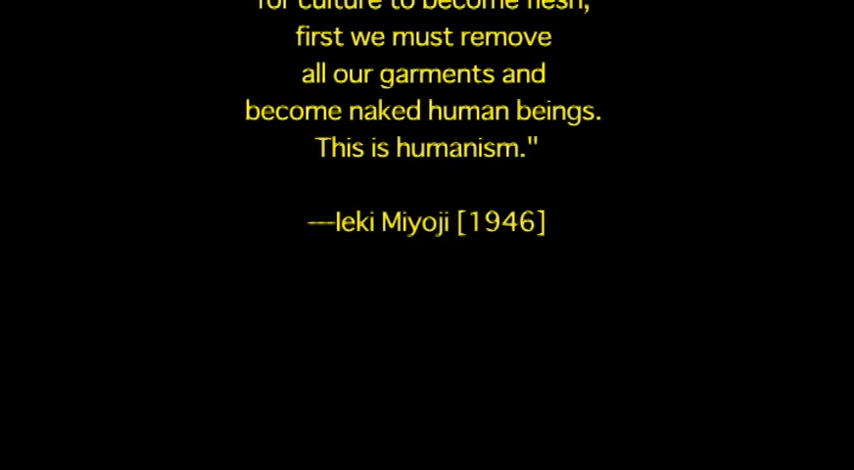 for culture to become flesh,
first we must remove
all our garments and
become naked human beings.
This is humanism."
---Ieki Miyoji [1946]